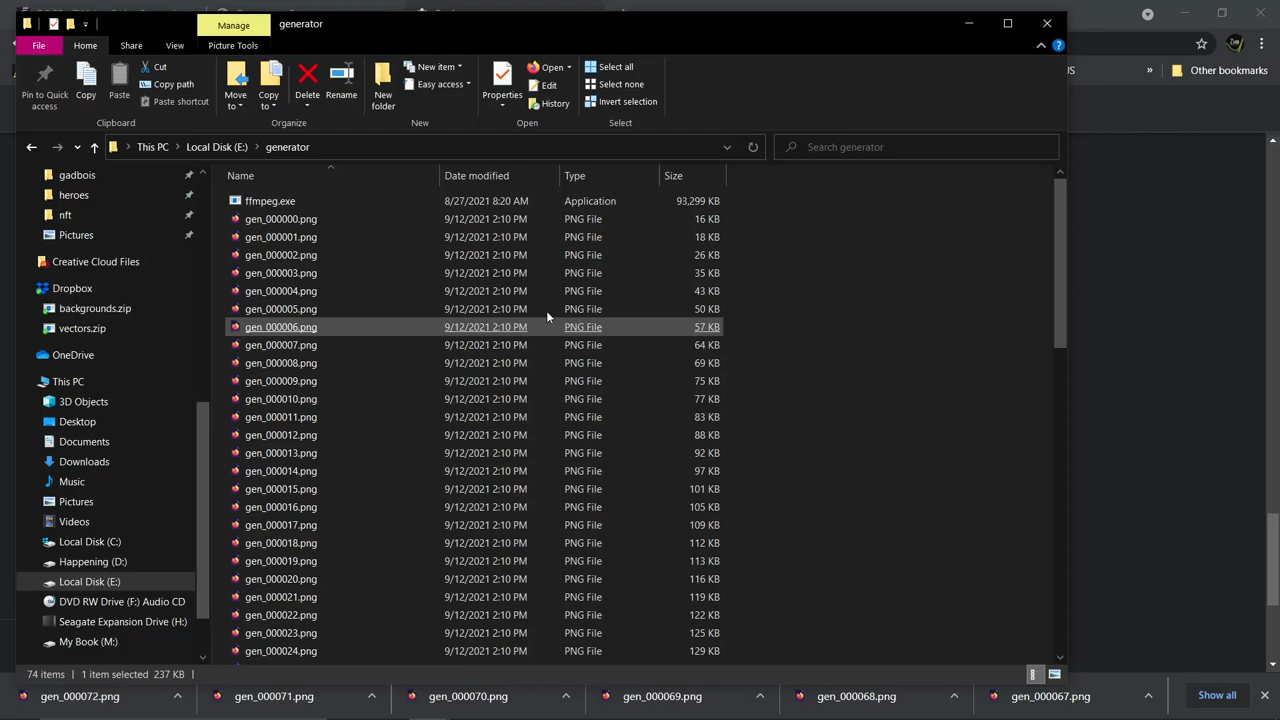 Manage
generator
File
Home
Share
View
Picture Tools
Pin to Quick access
Copy
Paste
Cut
Copy path
Paste shortcut
Clipboard
Move to
Copy to
Delete
Rename
Organize
New folder
New item
Easy access
New
Properties
Open
Edit
History
Open
Select all
Select none
Invert selection
Select
Other bookmarks
This PC
Local Disk (E:)
generator
Search generator
gadbois
heroes
nft
Pictures
Creative Cloud Files
Dropbox
backgrounds.zip
vectors.zip
OneDrive
This PC
3D Objects
Desktop
Documents
Downloads
Music
Pictures
Videos
Local Disk (C:)
Happening (D:)
Local Disk (E:)
DVD RW Drive (F:) Audio CD
Seagate Expansion Drive (H:)
My Book (M:)
Name Date modified Type Size
ffmpeg.exe 8/27/2021 8:20 AM Application 93,299 KB
gen_000000.png 9/12/2021 2:10 PM PNG File 16 KB
gen_000001.png 9/12/2021 2:10 PM PNG File 18 KB
gen_000002.png 9/12/2021 2:10 PM PNG File 26 KB
gen_000003.png 9/12/2021 2:10 PM PNG File 35 KB
gen_000004.png 9/12/2021 2:10 PM PNG File 43 KB
gen_000005.png 9/12/2021 2:10 PM PNG File 50 KB
gen_000006.png 9/12/2021 2:10 PM PNG File 57 KB
gen_000007.png 9/12/2021 2:10 PM PNG File 64 KB
gen_000008.png 9/12/2021 2:10 PM PNG File 69 KB
gen_000009.png 9/12/2021 2:10 PM PNG File 75 KB
gen_000010.png 9/12/2021 2:10 PM PNG File 77 KB
gen_000011.png 9/12/2021 2:10 PM PNG File 83 KB
gen_000012.png 9/12/2021 2:10 PM PNG File 88 KB
gen_000013.png 9/12/2021 2:10 PM PNG File 92 KB
gen_000014.png 9/12/2021 2:10 PM PNG File 97 KB
gen_000015.png 9/12/2021 2:10 PM PNG File 101 KB
gen_000016.png 9/12/2021 2:10 PM PNG File 105 KB
gen_000017.png 9/12/2021 2:10 PM PNG File 109 KB
gen_000018.png 9/12/2021 2:10 PM PNG File 112 KB
gen_000019.png 9/12/2021 2:10 PM PNG File 113 KB
gen_000020.png 9/12/2021 2:10 PM PNG File 116 KB
gen_000021.png 9/12/2021 2:10 PM PNG File 119 KB
gen_000022.png 9/12/2021 2:10 PM PNG File 122 KB
gen_000023.png 9/12/2021 2:10 PM PNG File 125 KB
gen_000024.png 9/12/2021 2:10 PM PNG File 129 KB
74 items 1 item selected 237 KB
gen_000072.png gen_000071.png gen_000070.png gen_000069.png gen_000068.png gen_000067.png Show all